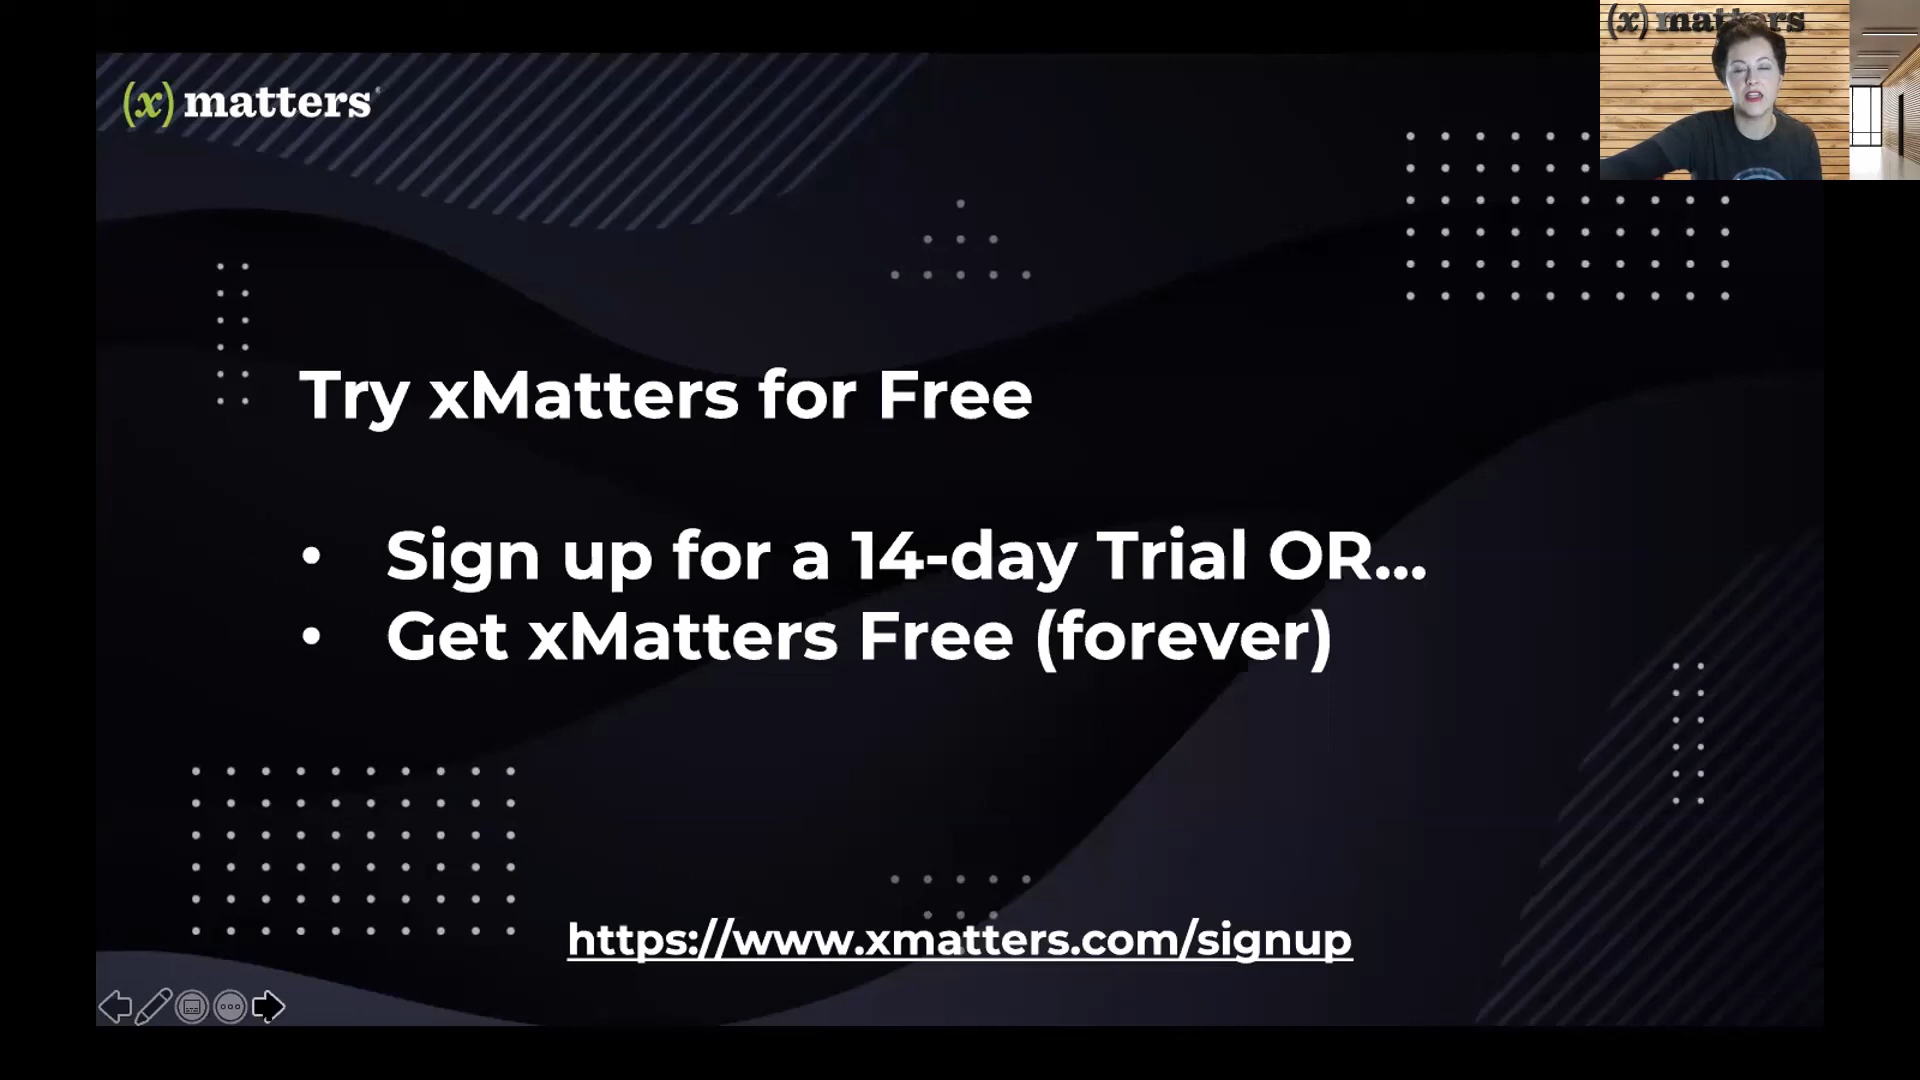 (x) matters
(x) matters
Try xMatters for Free
• Sign up for a 14-day Trial OR...
• Get xMatters Free (forever)
https://www.xmatters.com/signup